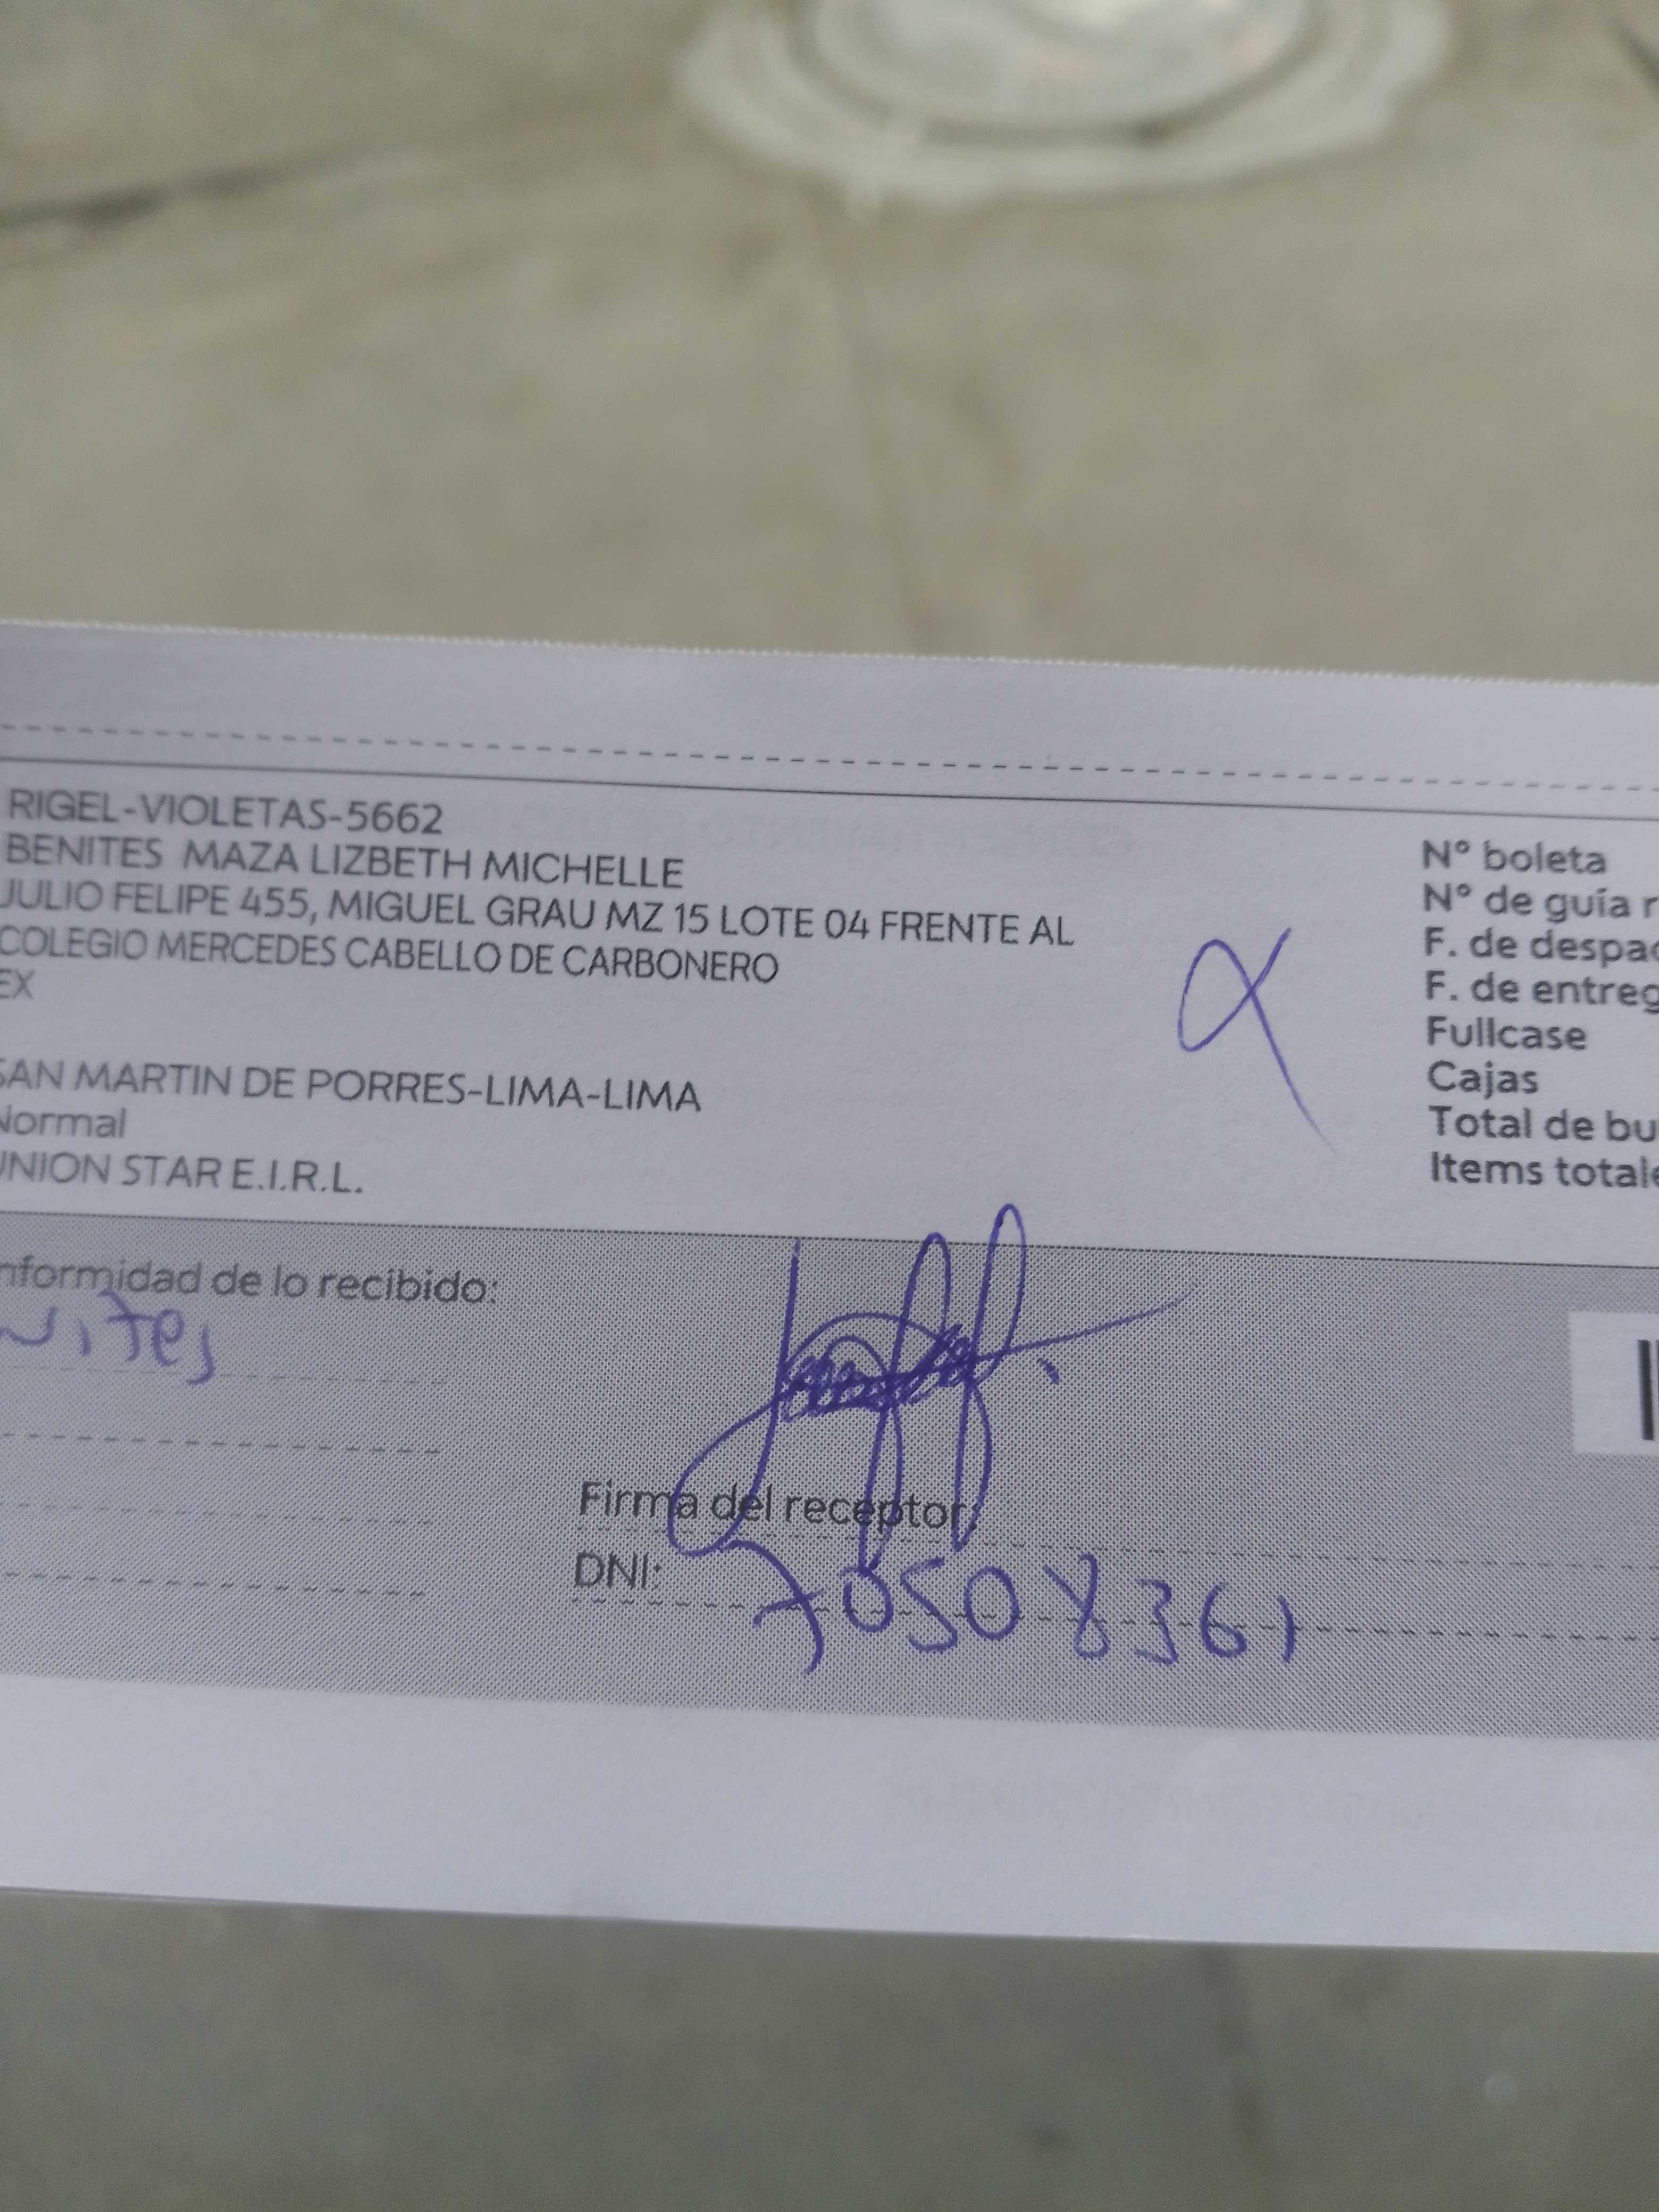 RIGEL-VIOLETAS-5662
BENITES MAZA LIZBETH MICHELLE
JULIO FELIPE 455, MIGUEL GRAU MZ 15 LOTE 04 FRENTE AL
COLEGIO MERCEDES CABELLO DE CARBONERO
EX
SAN MARTIN DE PORRES-LIMA-LIMA
Normal
UNION STAR E.I.R.L.
N° boleta
N° de guía r
F. de despac
F. de entreg
Fullcase
Cajas
Total de bu
Items totale
nformidad de lo recibido:
nites
Firma del receptor:
DNI: 70508361